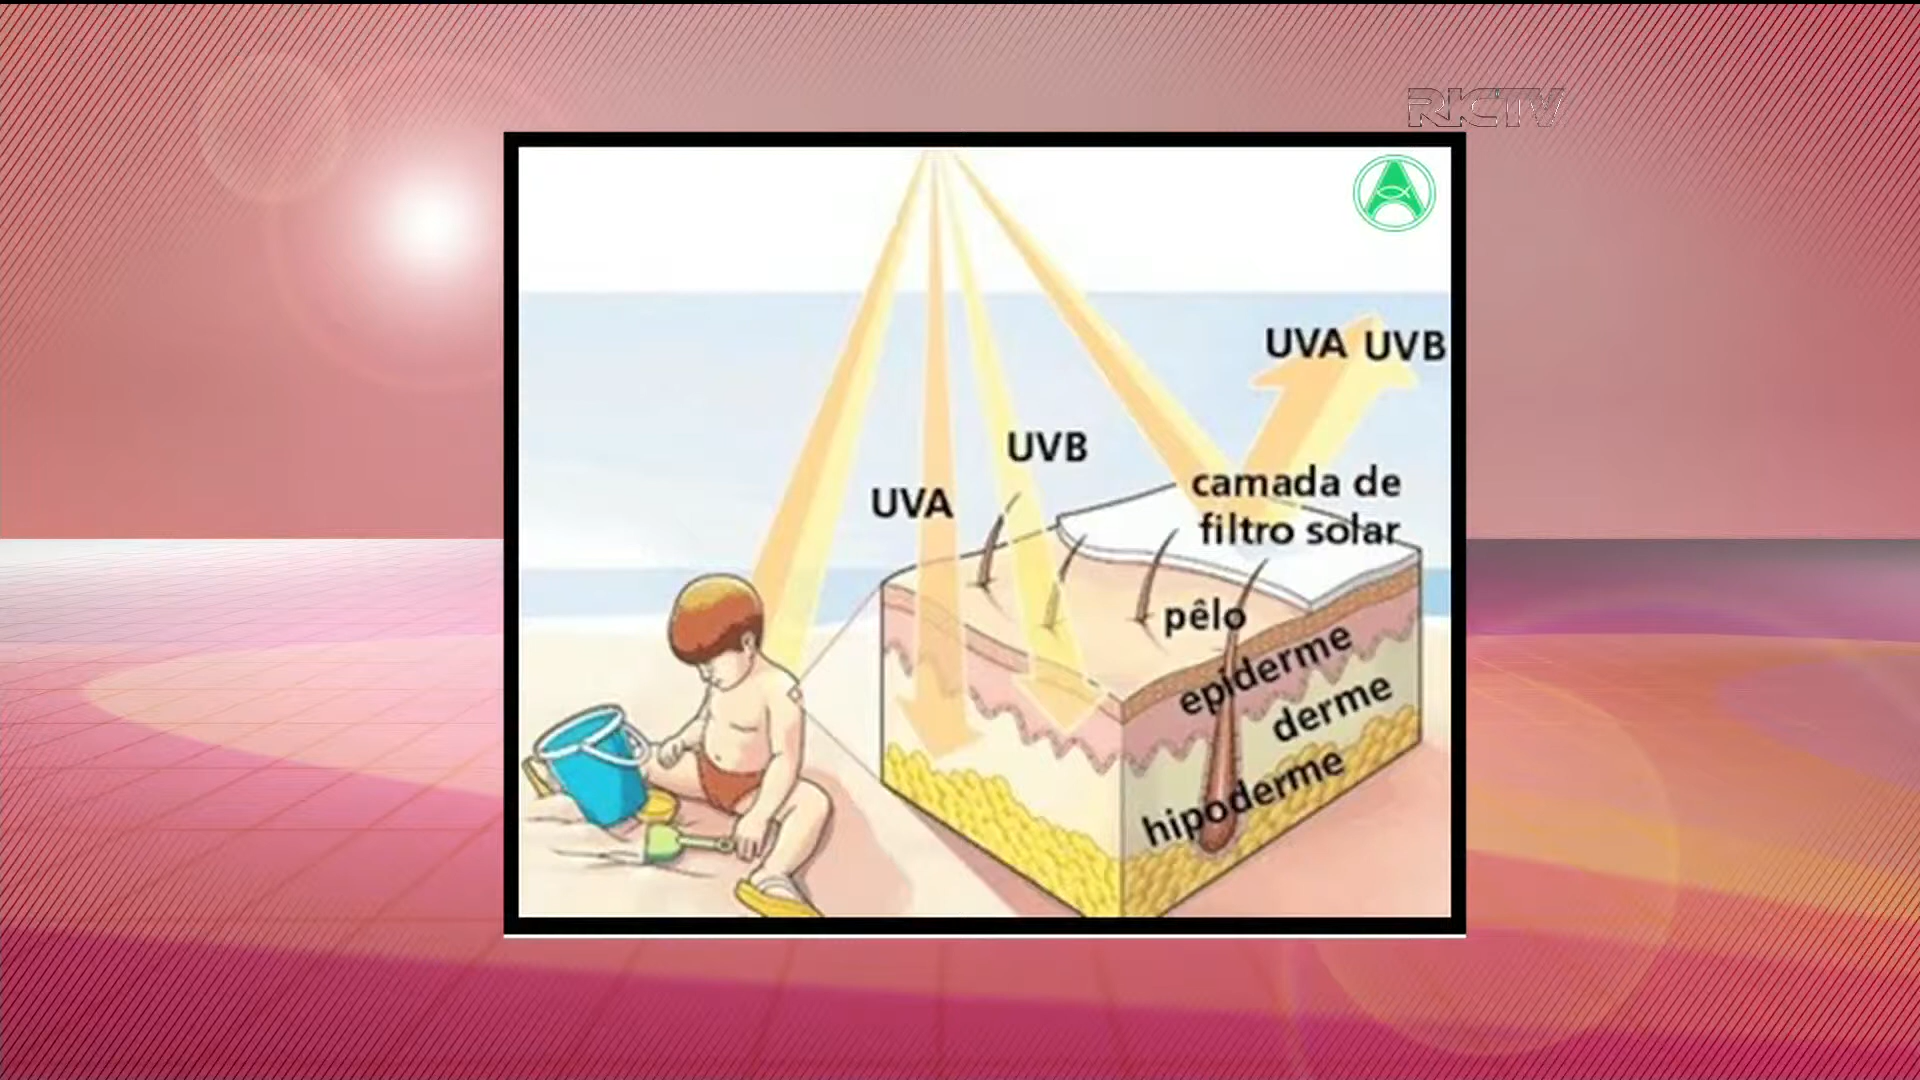 RICTV
UVA UVB
UVB
UVA
camada de
filtro solar
pêlo
epiderme
derme
hipoderme